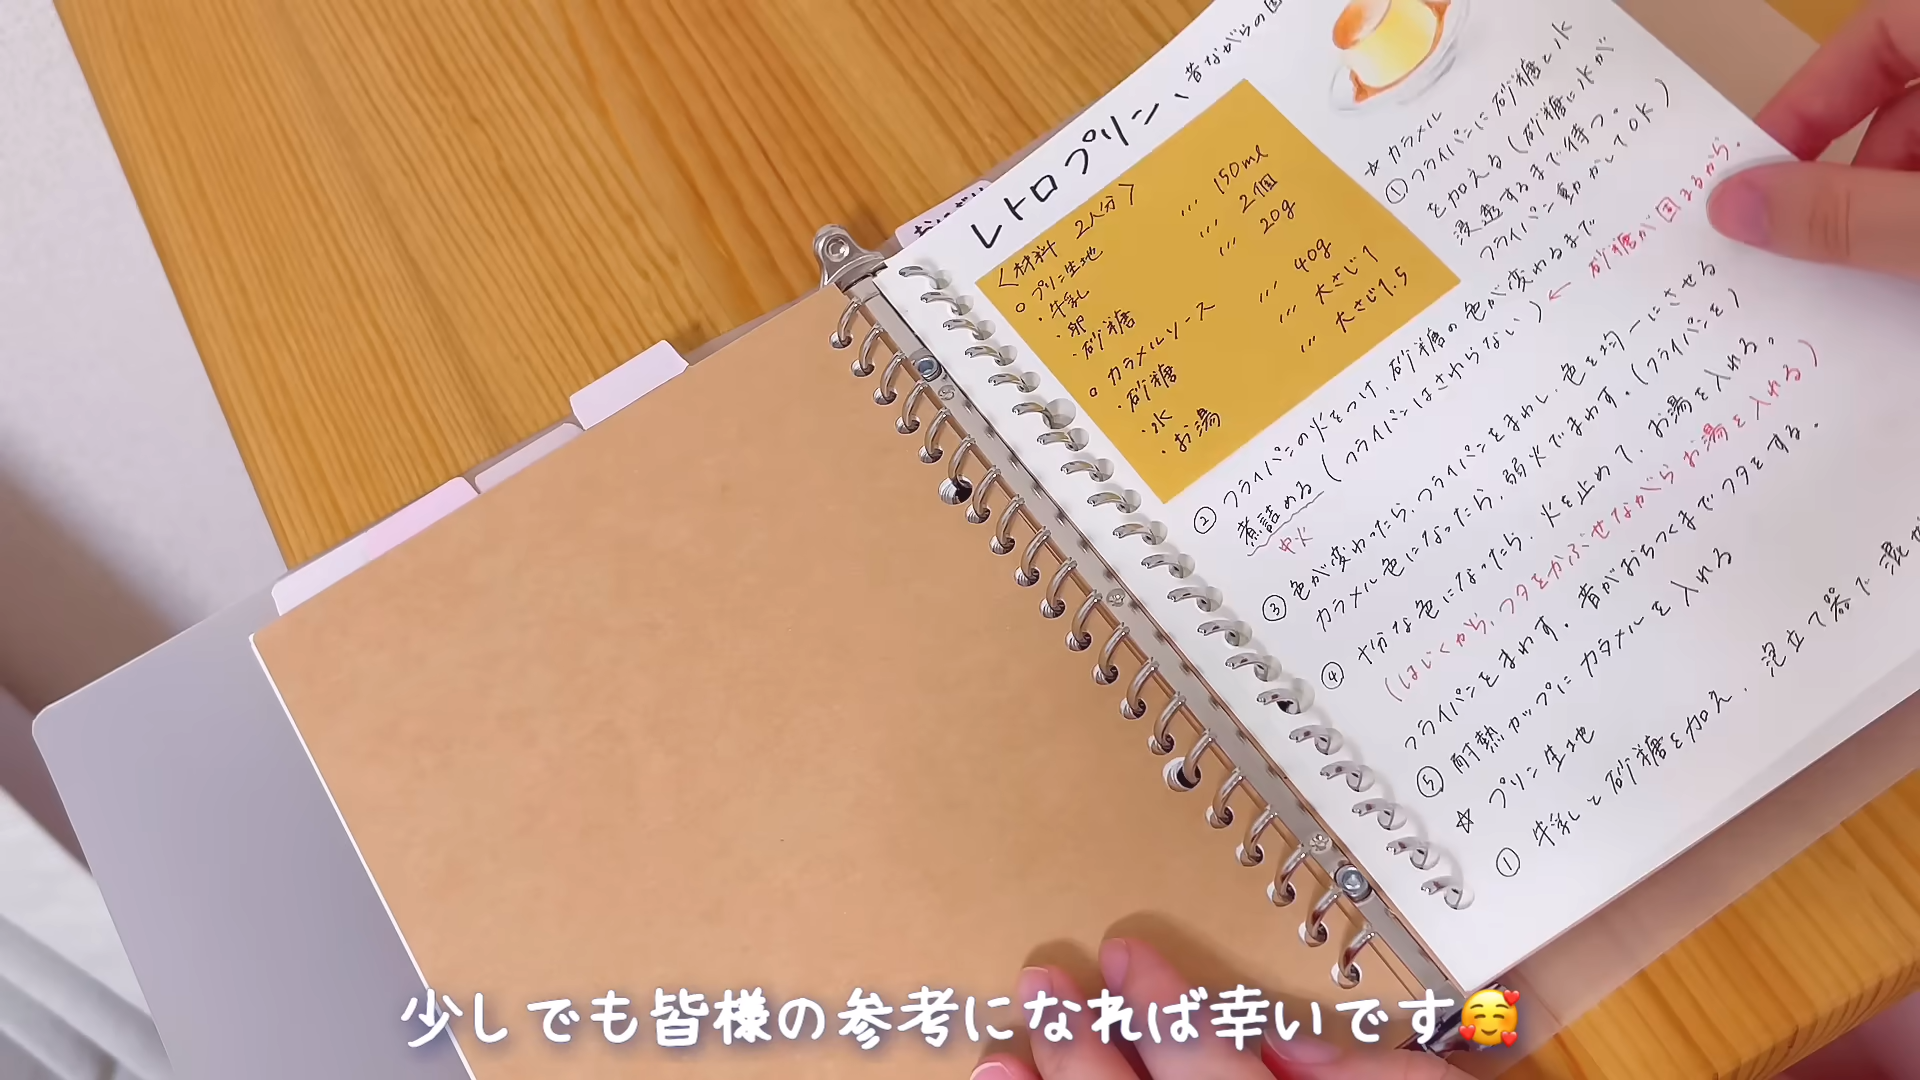 レトロプリン、昔ながらの固
〈材料 2人分〉
○ プリン生地
・牛乳 … 150ml
・卵 … 2個
・砂糖 … 20g
○ カラメルソース
・砂糖 … 40g
・水 … 大さじ1
・お湯 … 大さじ1.5
☆ カラメル
① フライパンに砂糖と水
を加える(砂糖に水が
浸透するまで待つ。
フライパン動かしてOK)
② フライパンの火をつけ、砂糖の色が変わるまで
煮詰める(フライパンはさわらない)← 砂糖が固まるから。
中火
③ 色が変わったら、フライパンをまわし、色を均一にさせる
カラメル色になったら、弱火でまわす。(フライパンを)
④ 十分な色になったら、火を止めて、お湯を入れる。
(はじくから、フタをかぶせながらお湯を入れる)
フライパンをまわす。音がおちつくまでフタをする。
⑤ 耐熱カップにカラメルを入れる
☆ プリン生地
① 牛乳と砂糖を加え、泡立て器で混ぜ
少しでも皆様の参考になれば幸いです🥰